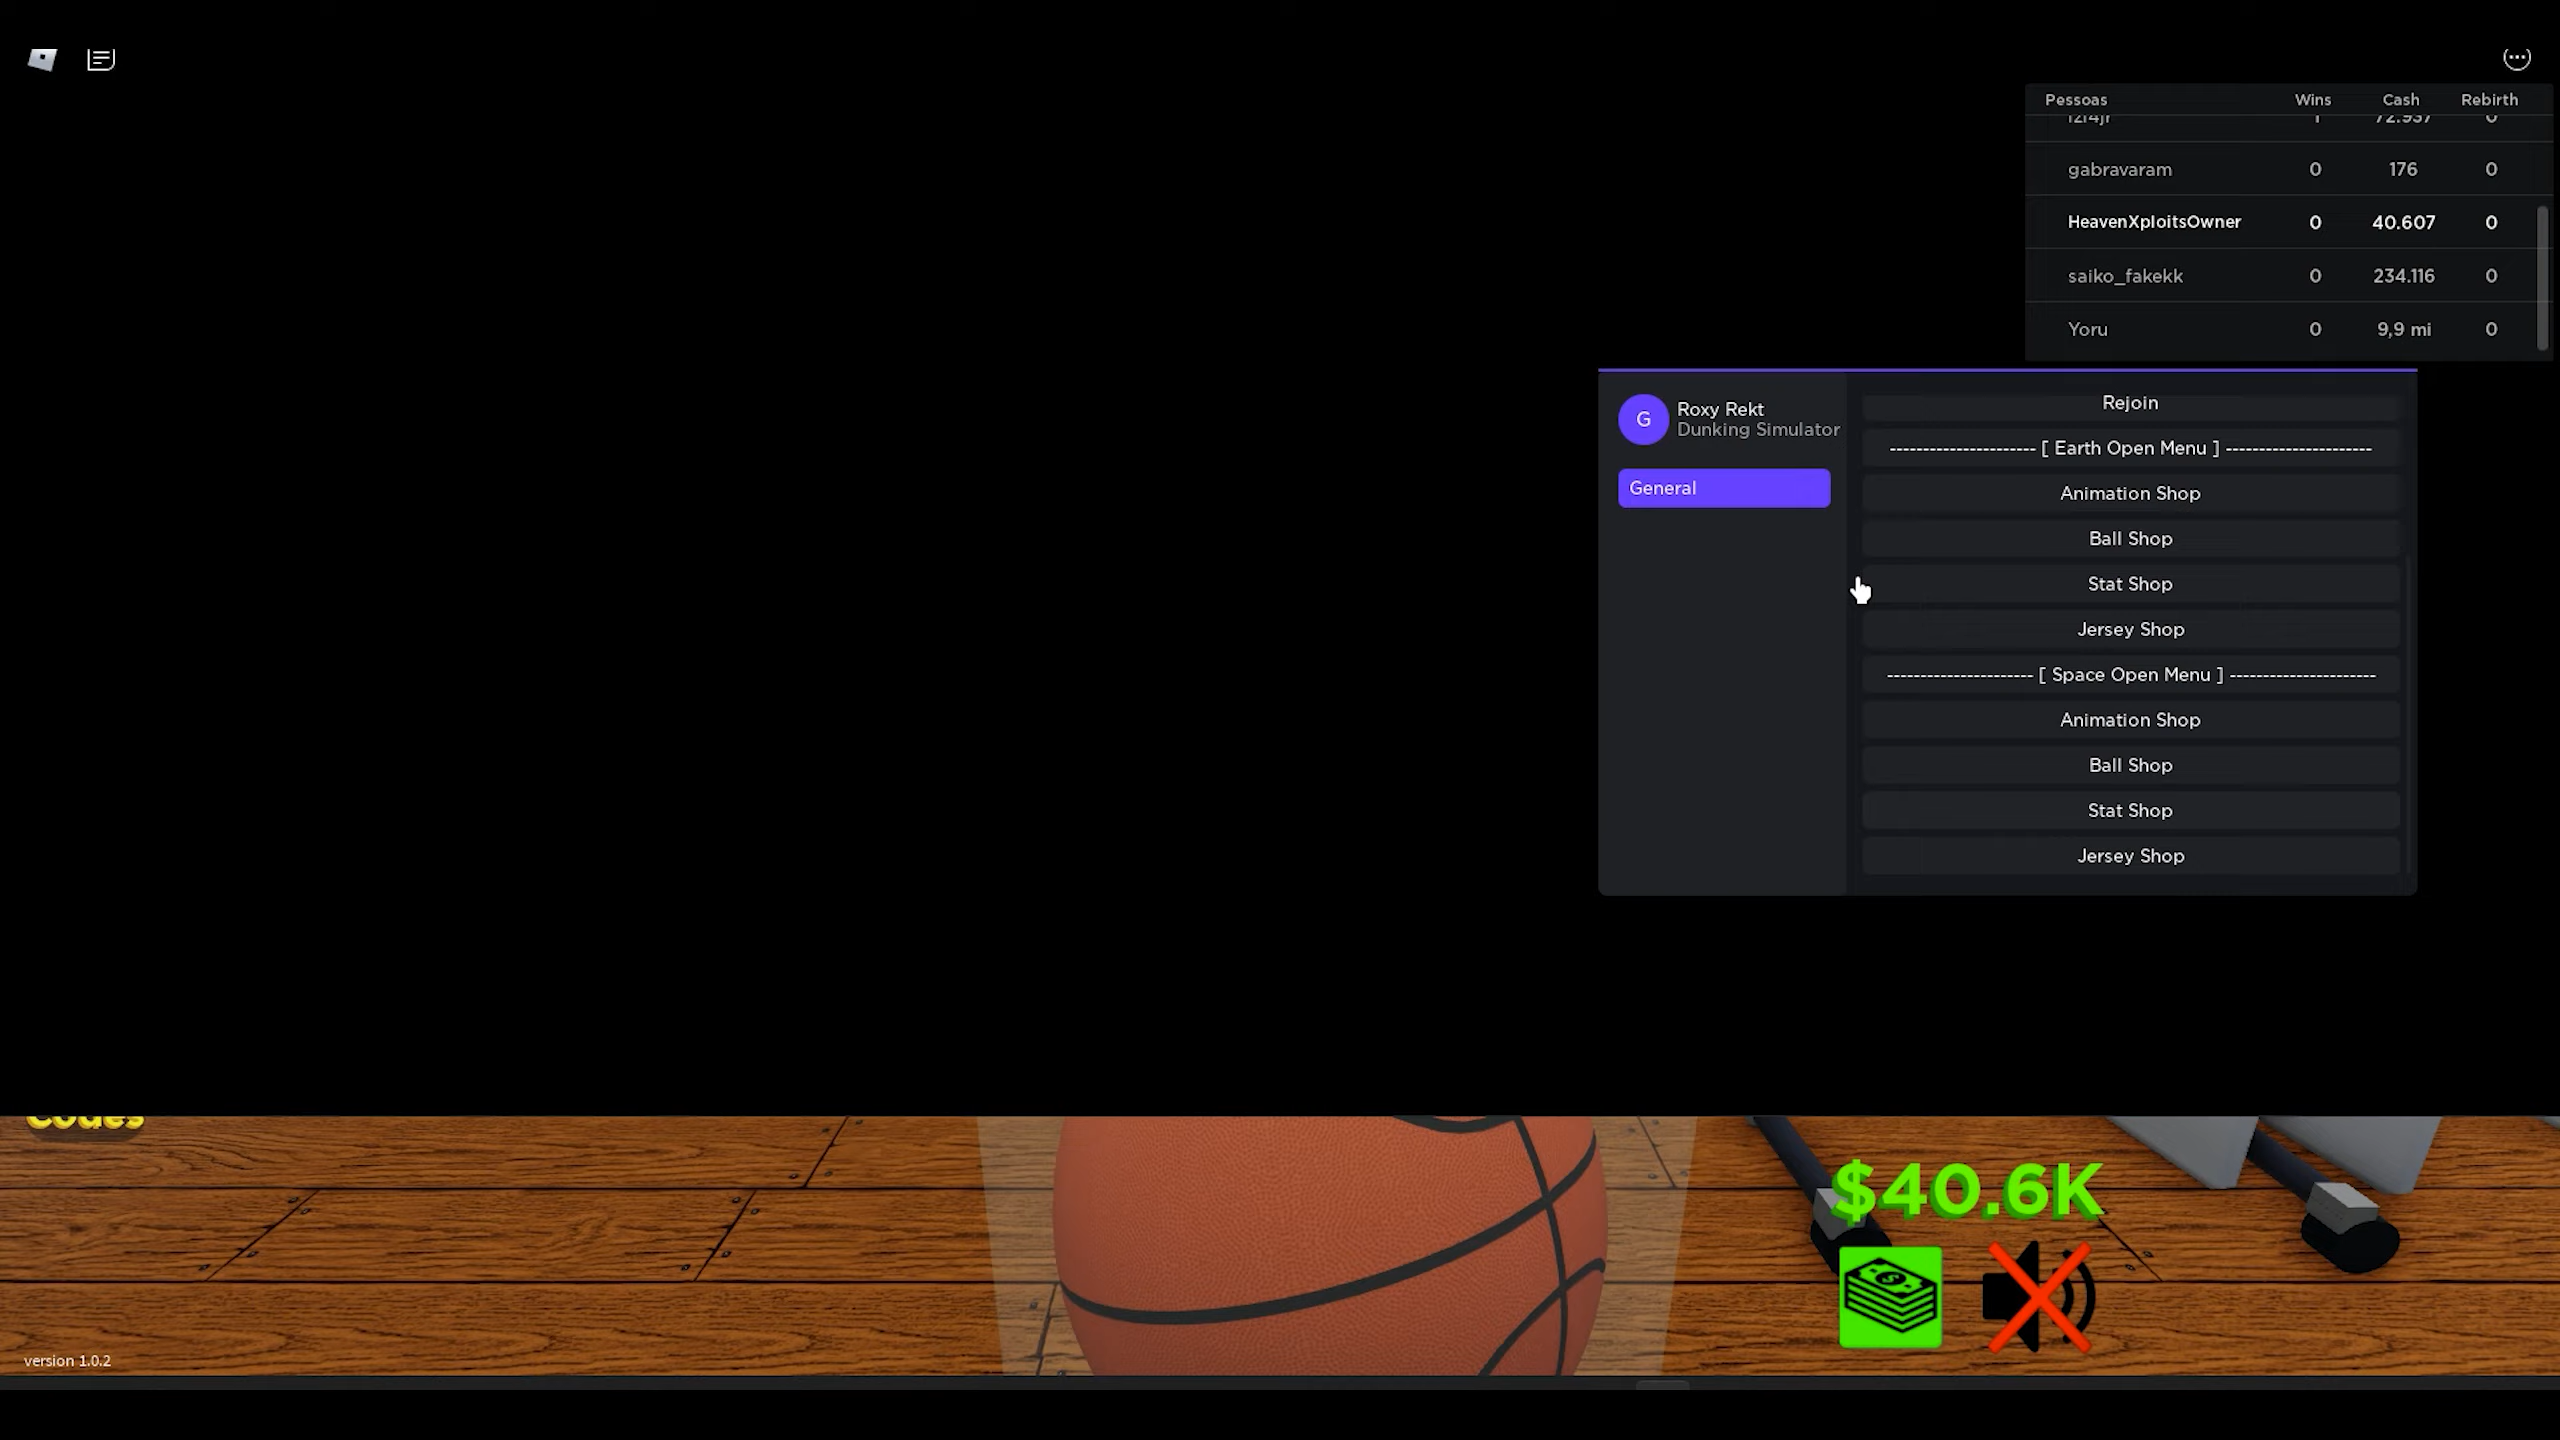 Pessoas Wins Cash Rebirth
gabravaram 0 176 0
HeavenXploitsOwner 0 40.607 0
saiko_fakekk 0 234.116 0
Yoru 0 9,9 mi 0
Roxy Rekt
Dunking Simulator
G
General
Rejoin
---------------------- [ Earth Open Menu ] ----------------------
Animation Shop
Ball Shop
Stat Shop
Jersey Shop
---------------------- [ Space Open Menu ] ----------------------
Animation Shop
Ball Shop
Stat Shop
Jersey Shop
Codes
$40.6K
version 1.0.2